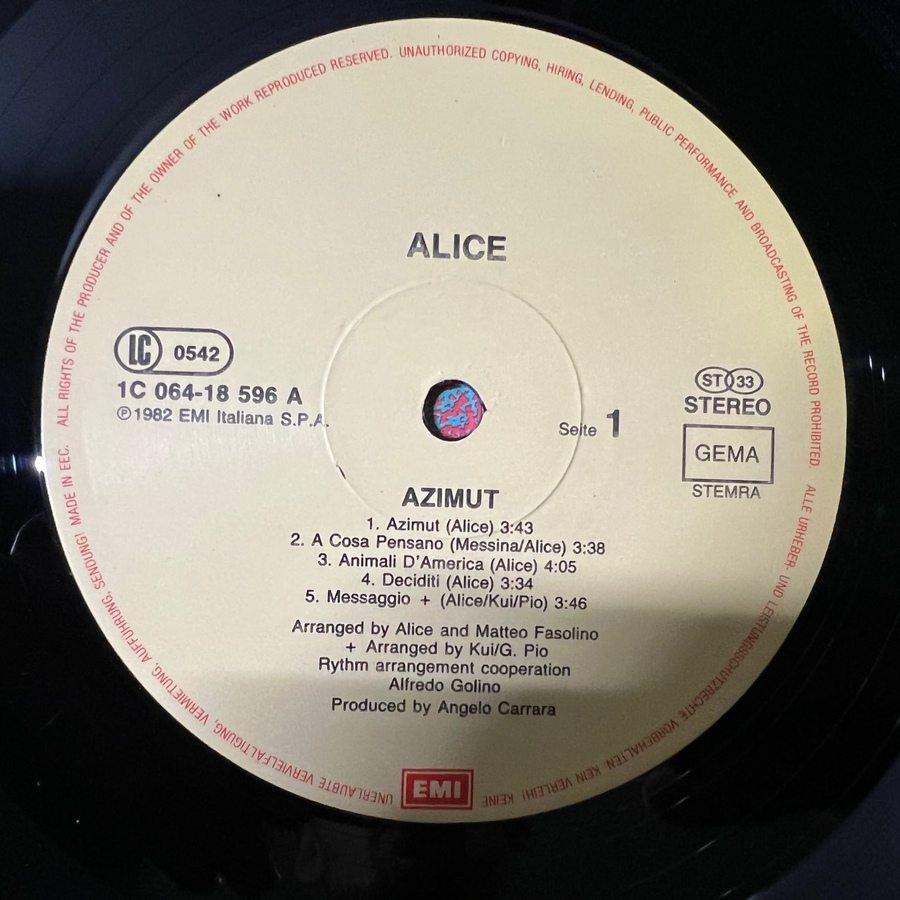 ALL RIGHTS OF THE PRODUCER AND OF THE OWNER OF THE WORK REPRODUCED RESERVED. UNAUTHORIZED COPYING, HIRING, LENDING, PUBLIC PERFORMANCE AND BROADCASTING OF THE RECORD PROHIBITED. ALLE URHEBER- UND LEISTUNGSSCHUTZRECHTE VORBEHALTEN. KEIN VERLEIH! KEINE UNERLAUBTE VERVIELFÄLTIGUNG, VERMIETUNG, AUFFÜHRUNG, SENDUNG! MADE IN EEC.
ALICE
LC 0542
1C 064-18 596 A
℗1982 EMI Italiana S.P.A.
ST 33
STEREO
GEMA
STEMRA
Seite 1
AZIMUT
1. Azimut (Alice) 3:43
2. A Cosa Pensano (Messina/Alice) 3:38
3. Animali D'America (Alice) 4:05
4. Deciditi (Alice) 3:34
5. Messaggio + (Alice/Kui/Pio) 3:46
Arranged by Alice and Matteo Fasolino
+ Arranged by Kui/G. Pio
Rythm arrangement cooperation
Alfredo Golino
Produced by Angelo Carrara
EMI